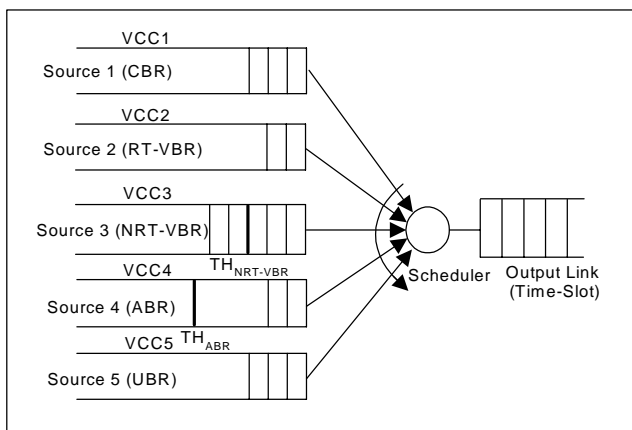 VCC1
Source 1 (CBR)
VCC2
Source 2 (RT-VBR)
VCC3
Source 3 (NRT-VBR)
TH_NRT-VBR
VCC4
Source 4 (ABR)
TH_ABR
VCC5
Source 5 (UBR)
Scheduler
Output Link
(Time-Slot)